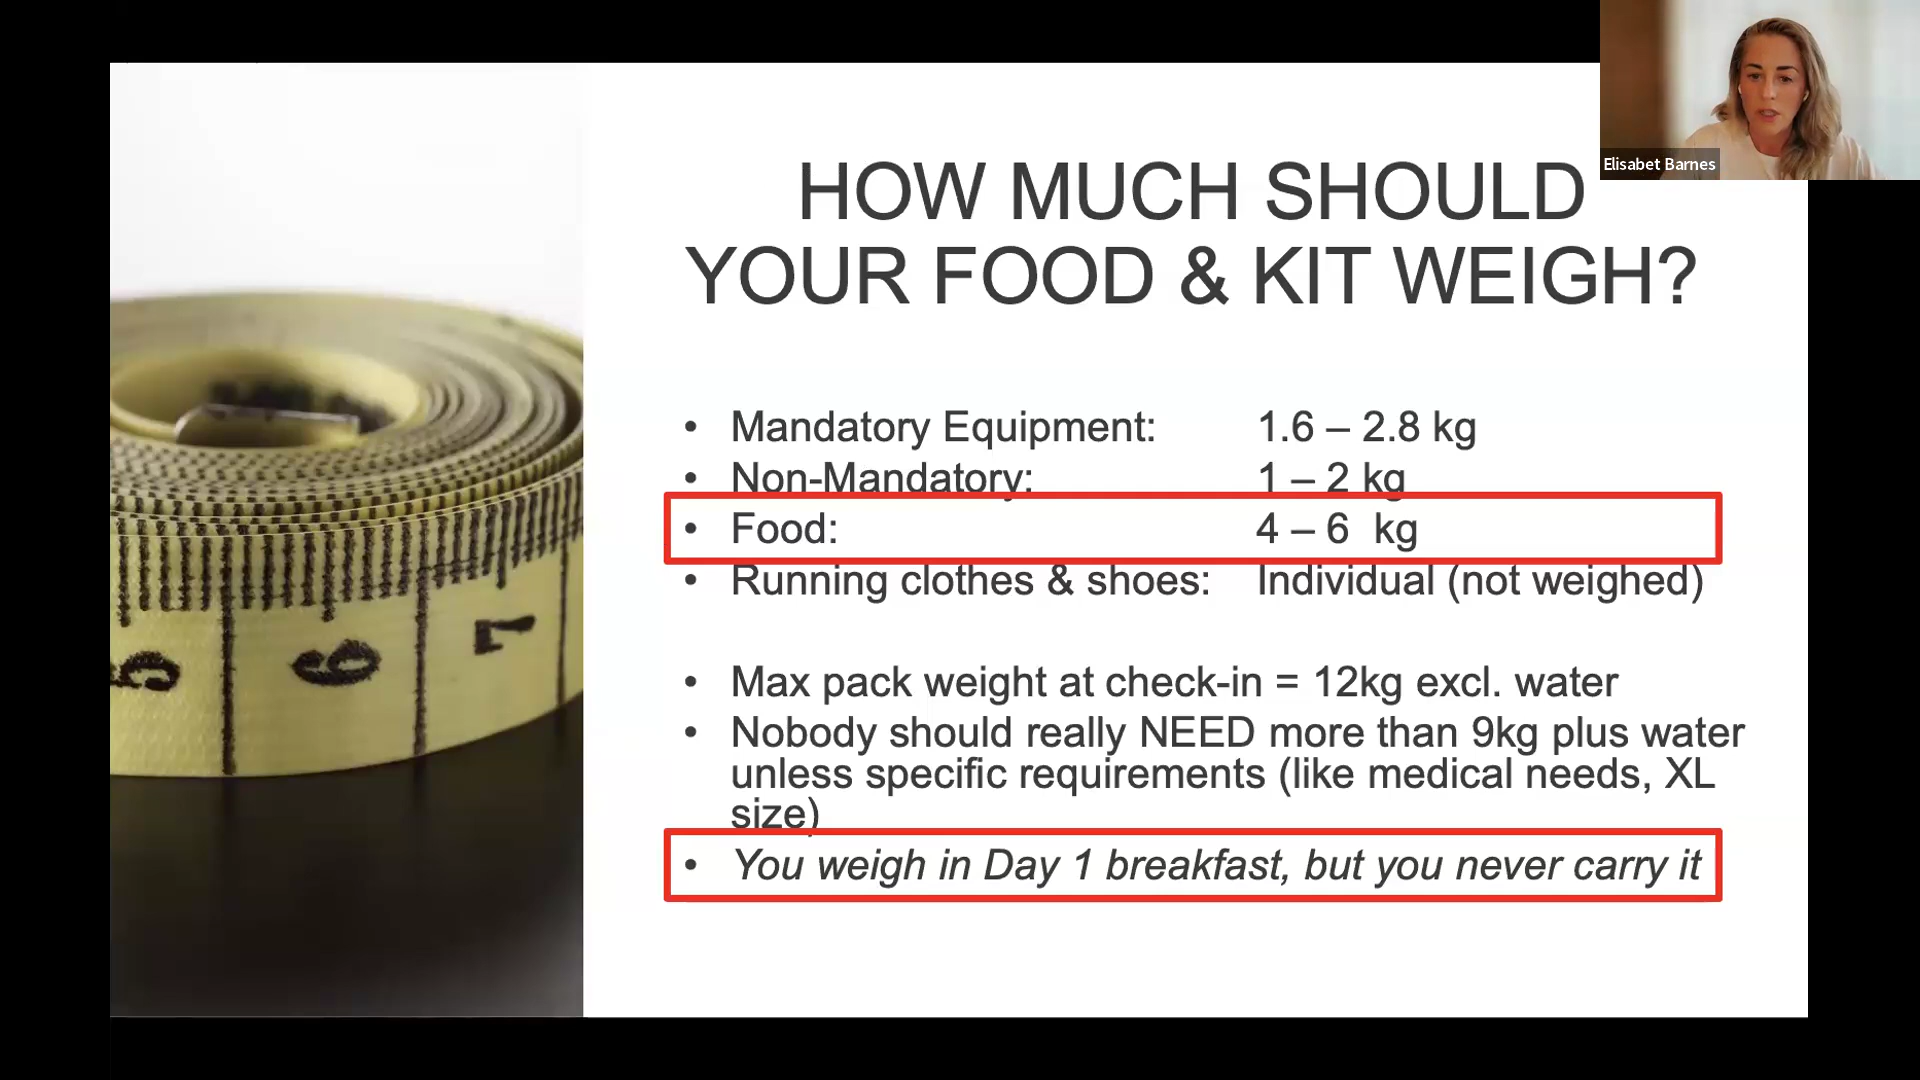 Elisabet Barnes
HOW MUCH SHOULD
YOUR FOOD & KIT WEIGH?
• Mandatory Equipment: 1.6 – 2.8 kg
• Non-Mandatory: 1 – 2 kg
• Food: 4 – 6 kg
• Running clothes & shoes: Individual (not weighed)
• Max pack weight at check-in = 12kg excl. water
• Nobody should really NEED more than 9kg plus water
unless specific requirements (like medical needs, XL
size)
• You weigh in Day 1 breakfast, but you never carry it
5 6 7